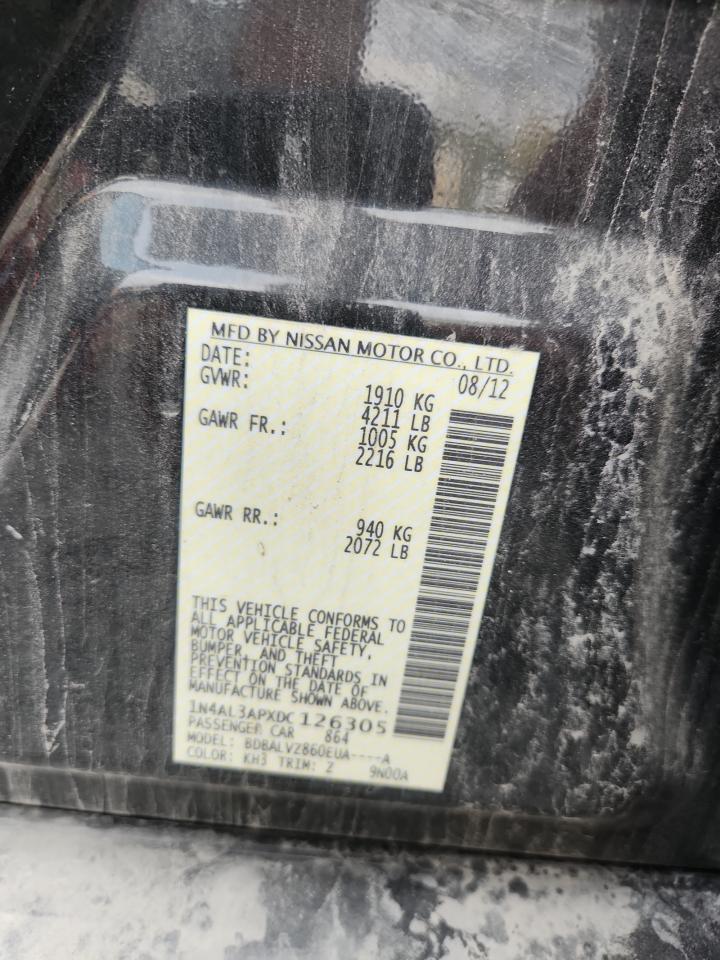 MFD BY NISSAN MOTOR CO., LTD.
DATE: 08/12
GVWR: 1910 KG
4211 LB
GAWR FR.: 1005 KG
2216 LB
GAWR RR.: 940 KG
2072 LB
THIS VEHICLE CONFORMS TO
ALL APPLICABLE FEDERAL
MOTOR VEHICLE SAFETY,
BUMPER, AND THEFT
PREVENTION STANDARDS IN
EFFECT ON THE DATE OF
MANUFACTURE SHOWN ABOVE.
1N4AL3APXDC126305
PASSENGER CAR 864
MODEL: BDBALVZ860EUA----A
COLOR: KH3 TRIM: Z 9N00A